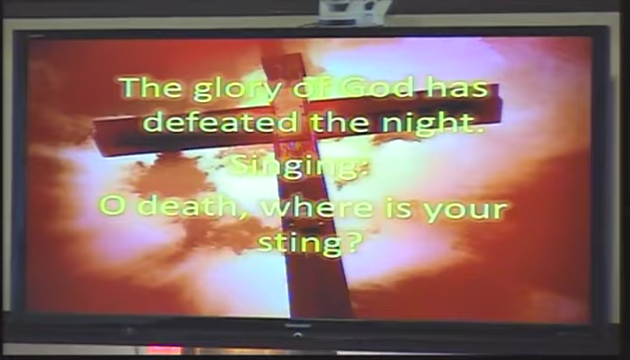 The glory of God has
defeated the night.
Singing:
O death, where is your
sting?